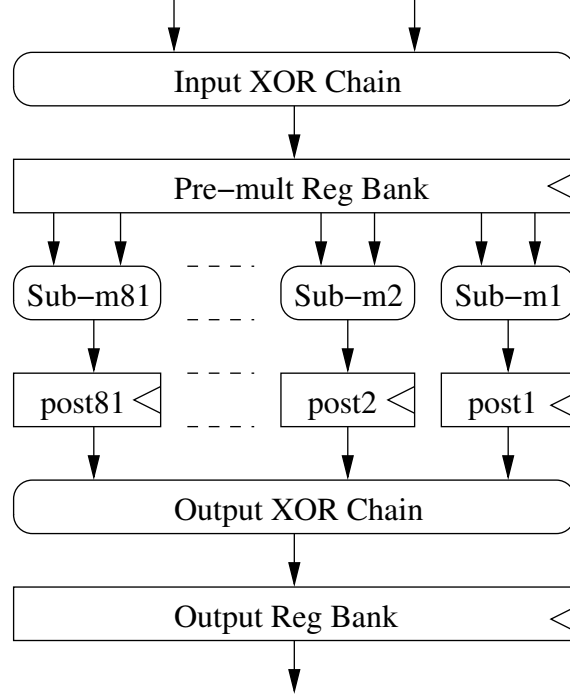 Input XOR Chain
Pre−mult Reg Bank
Sub−m81 Sub−m2 Sub−m1
post81 post2 post1
Output XOR Chain
Output Reg Bank